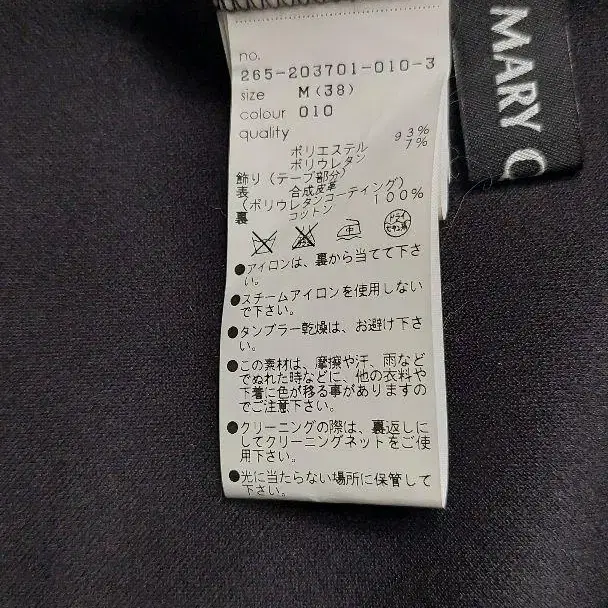 no.
265-203701-010-3
size M(38)
colour 010
quality
ポリエステル 93%
ポリウレタン 7%
飾り(テープ部分)
表 合成皮革
(ポリウレタンコーティング)
裏 コットン 100%
ドライ
セキユ系
●アイロンは、裏から当てて下さ
い。
●スチームアイロンを使用しない
で下さい。
●タンブラー乾燥は、お避け下さ
い。
●この素材は、摩擦や汗、雨など
でぬれた時などに、他の衣料や
下着に色が移る事がありますの
でご注意下さい。
●クリーニングの際は、裏返しに
してクリーニングネットをご使
用下さい。
●光に当たらない場所に保管して
下さい。
MARY